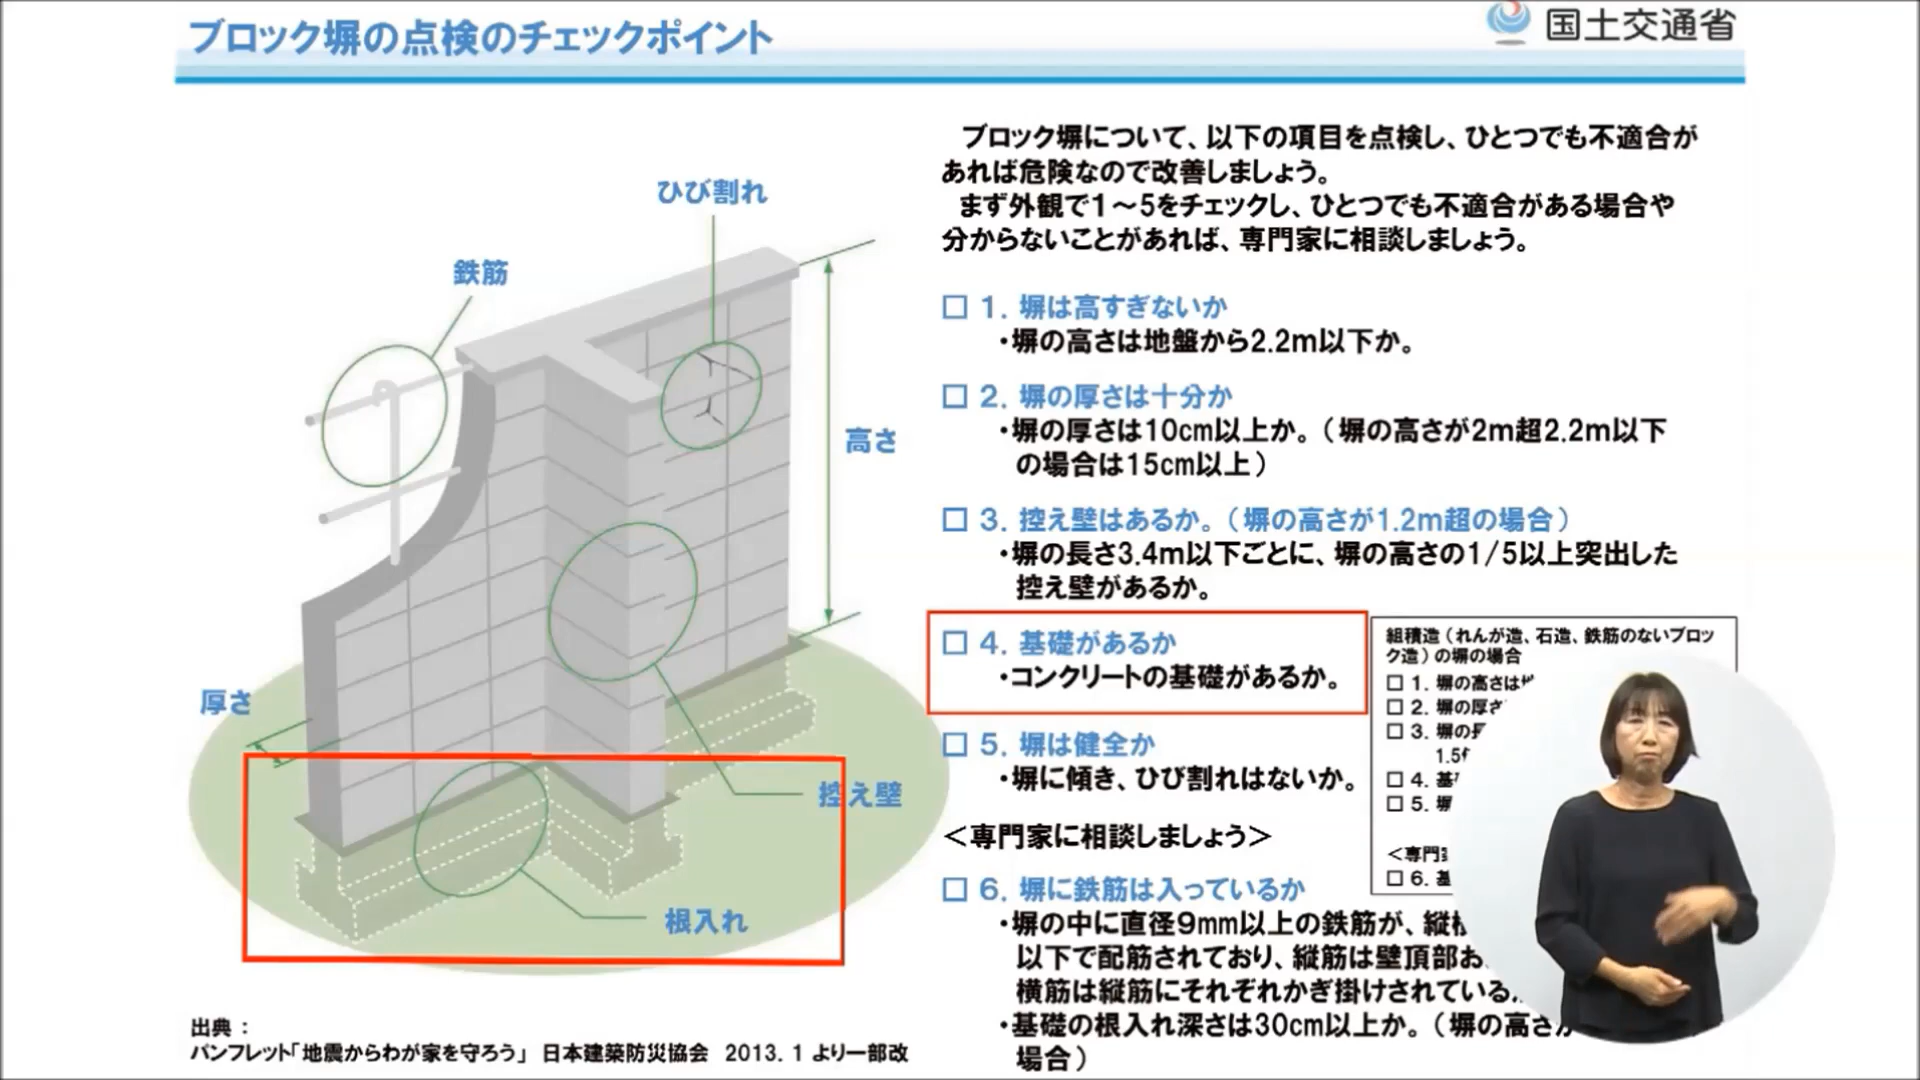 ブロック塀の点検のチェックポイント
国土交通省
ひび割れ
鉄筋
高さ
厚さ
控え壁
根入れ
出典：
パンフレット「地震からわが家を守ろう」 日本建築防災協会 2013.1 より一部改
ブロック塀について、以下の項目を点検し、ひとつでも不適合が
あれば危険なので改善しましょう。
まず外観で1～5をチェックし、ひとつでも不適合がある場合や
分からないことがあれば、専門家に相談しましょう。
□ 1. 塀は高すぎないか
・塀の高さは地盤から2.2m以下か。
□ 2. 塀の厚さは十分か
・塀の厚さは10cm以上か。（塀の高さが2m超2.2m以下
の場合は15cm以上）
□ 3. 控え壁はあるか。（塀の高さが1.2m超の場合）
・塀の長さ3.4m以下ごとに、塀の高さの1/5以上突出した
控え壁があるか。
□ 4. 基礎があるか
・コンクリートの基礎があるか。
□ 5. 塀は健全か
・塀に傾き、ひび割れはないか。
＜専門家に相談しましょう＞
□ 6. 塀に鉄筋は入っているか
・塀の中に直径9mm以上の鉄筋が、縦
以下で配筋されており、縦筋は壁頂部お
横筋は縦筋にそれぞれかぎ掛けされている
・基礎の根入れ深さは30cm以上か。（塀の高さ
場合）
組積造（れんが造、石造、鉄筋のないブロッ
ク造）の塀の場合
□ 1. 塀の高さは
□ 2. 塀の厚さ
□ 3. 塀の
1.5
□ 4. 基
□ 5. 塀
＜専門
□ 6. 基